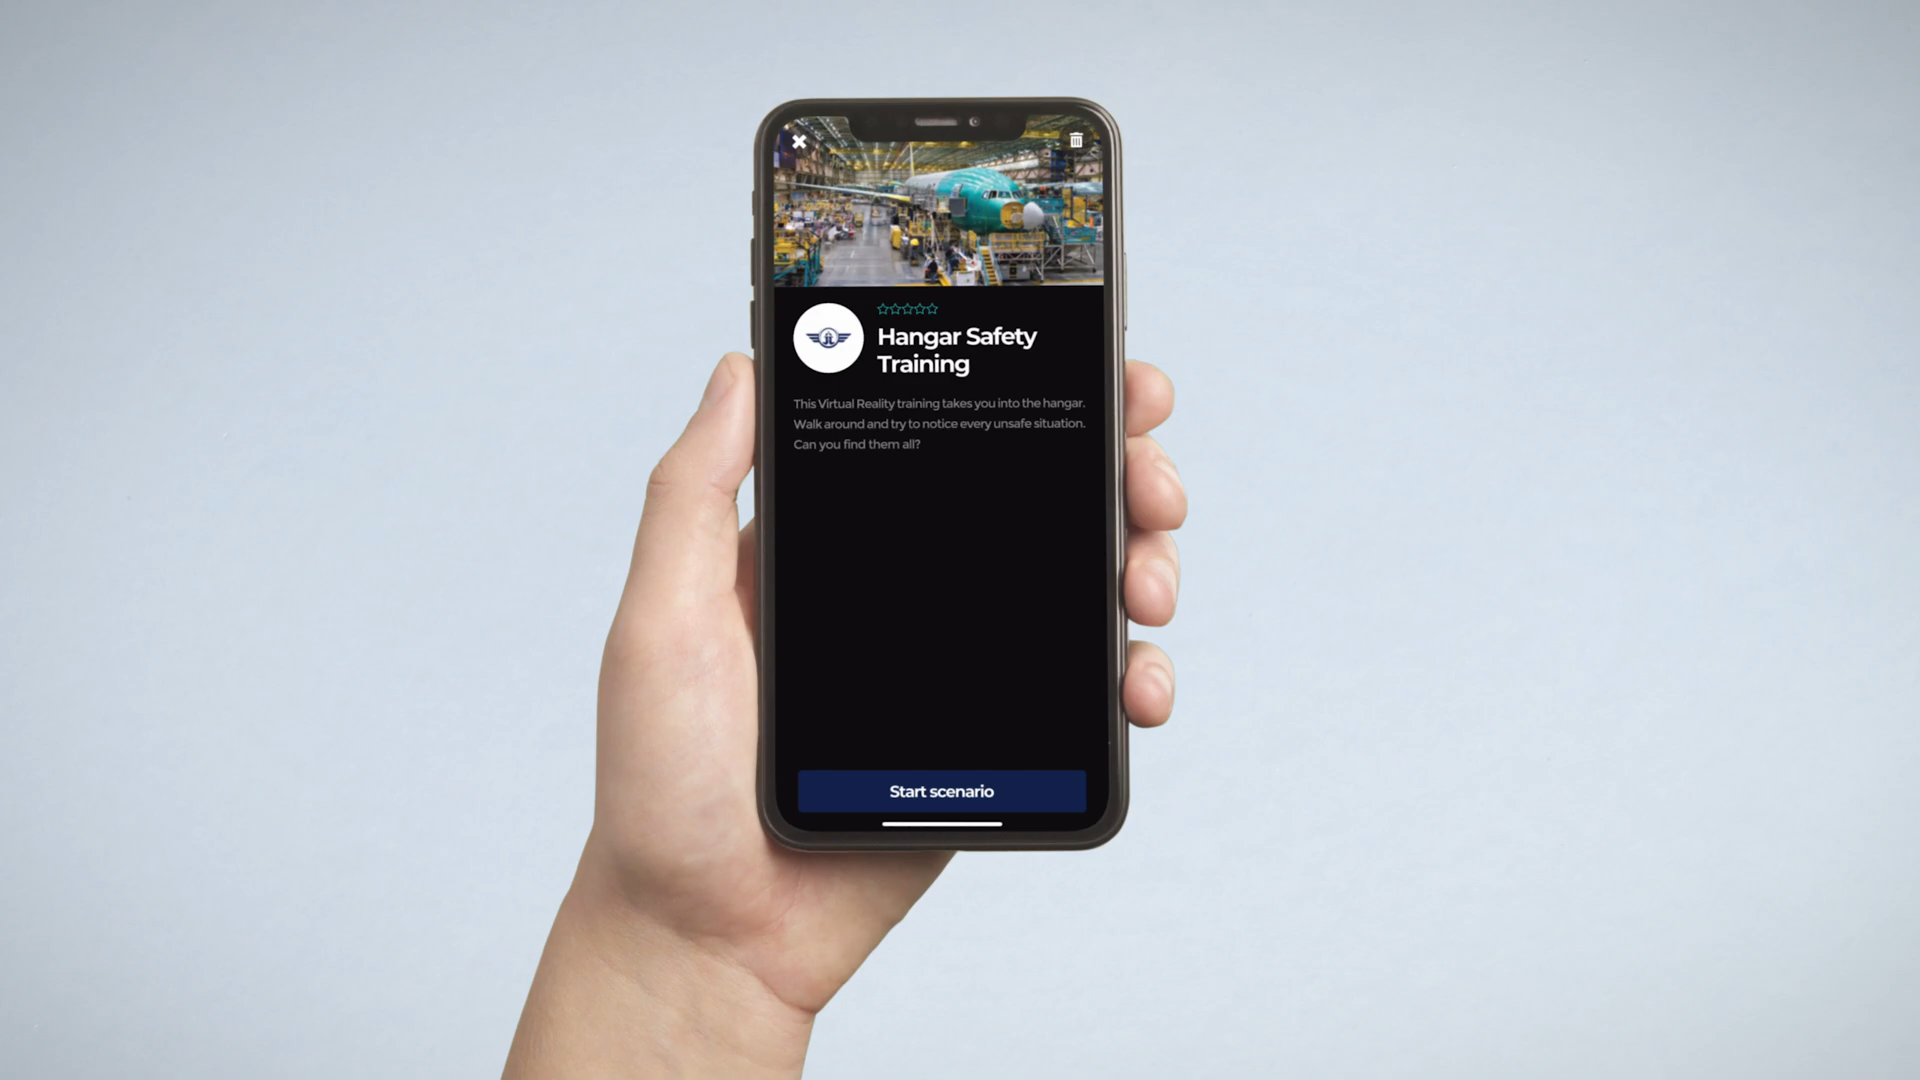 Hangar Safety
Training
This Virtual Reality training takes you into the hangar.
Walk around and try to notice every unsafe situation.
Can you find them all?
Start scenario